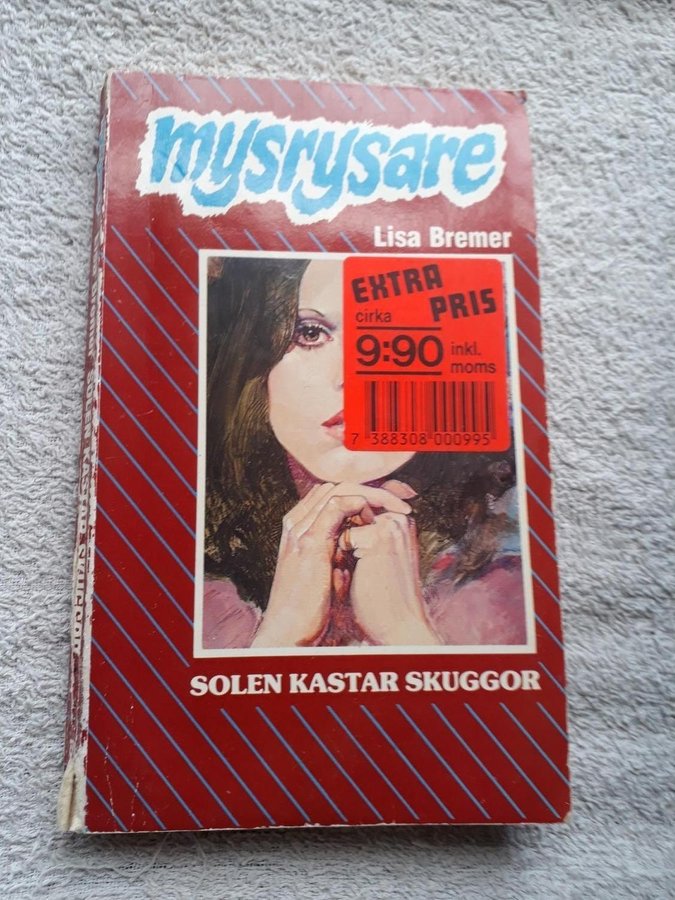 mysrysare
Lisa Bremer
EXTRA
PRIS
cirka
9:90 inkl.
moms
7 388308 000995
SOLEN KASTAR SKUGGOR